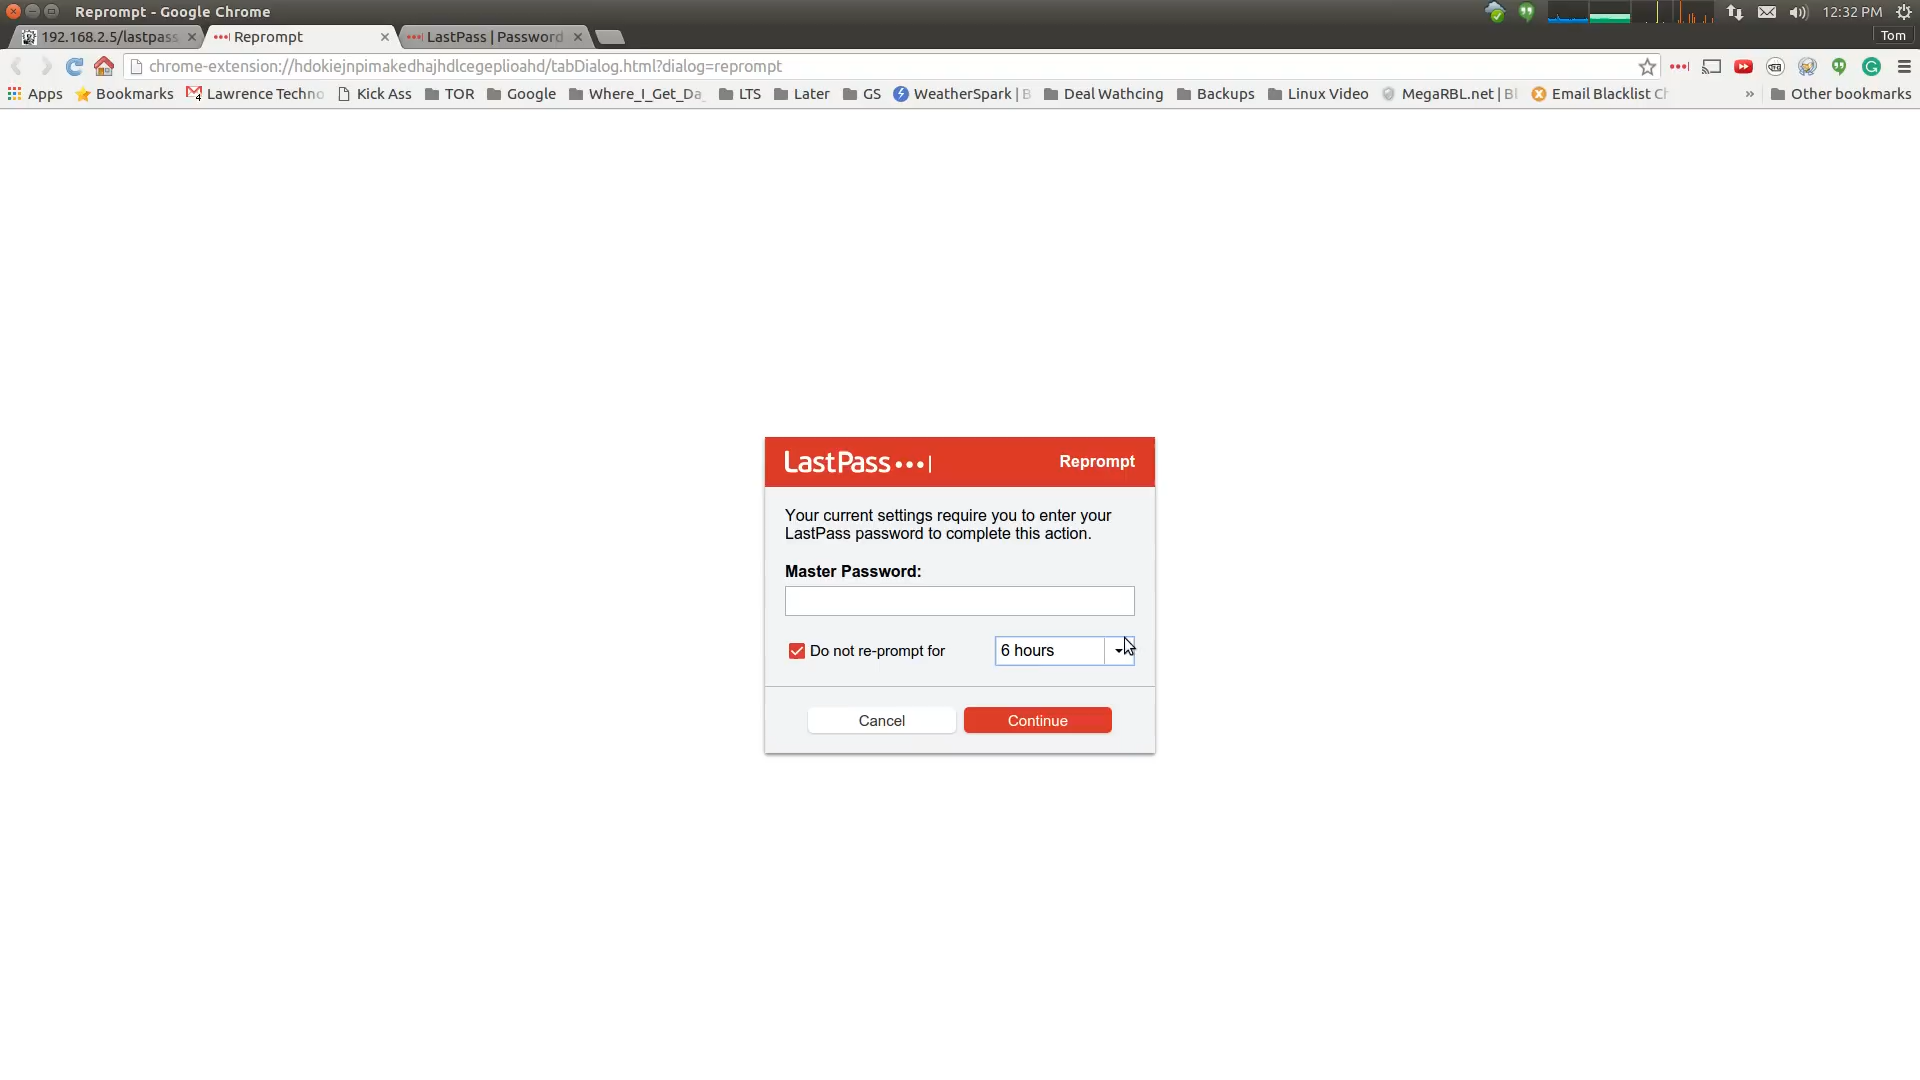 Reprompt - Google Chrome
12:32 PM
192.168.2.5/lastpass
Reprompt
LastPass | Password
Tom
chrome-extension://hdokiejnpimakedhajhdlcegeplioahd/tabDialog.html?dialog=reprompt
Apps
Bookmarks
Lawrence Techno
Kick Ass
TOR
Google
Where_I_Get_Da
LTS
Later
GS
WeatherSpark | B
Deal Wathcing
Backups
Linux Video
MegaRBL.net | Bl
Email Blacklist Ch
»
Other bookmarks
LastPass •••|
Reprompt
Your current settings require you to enter your
LastPass password to complete this action.
Master Password:
Do not re-prompt for
6 hours
Cancel
Continue